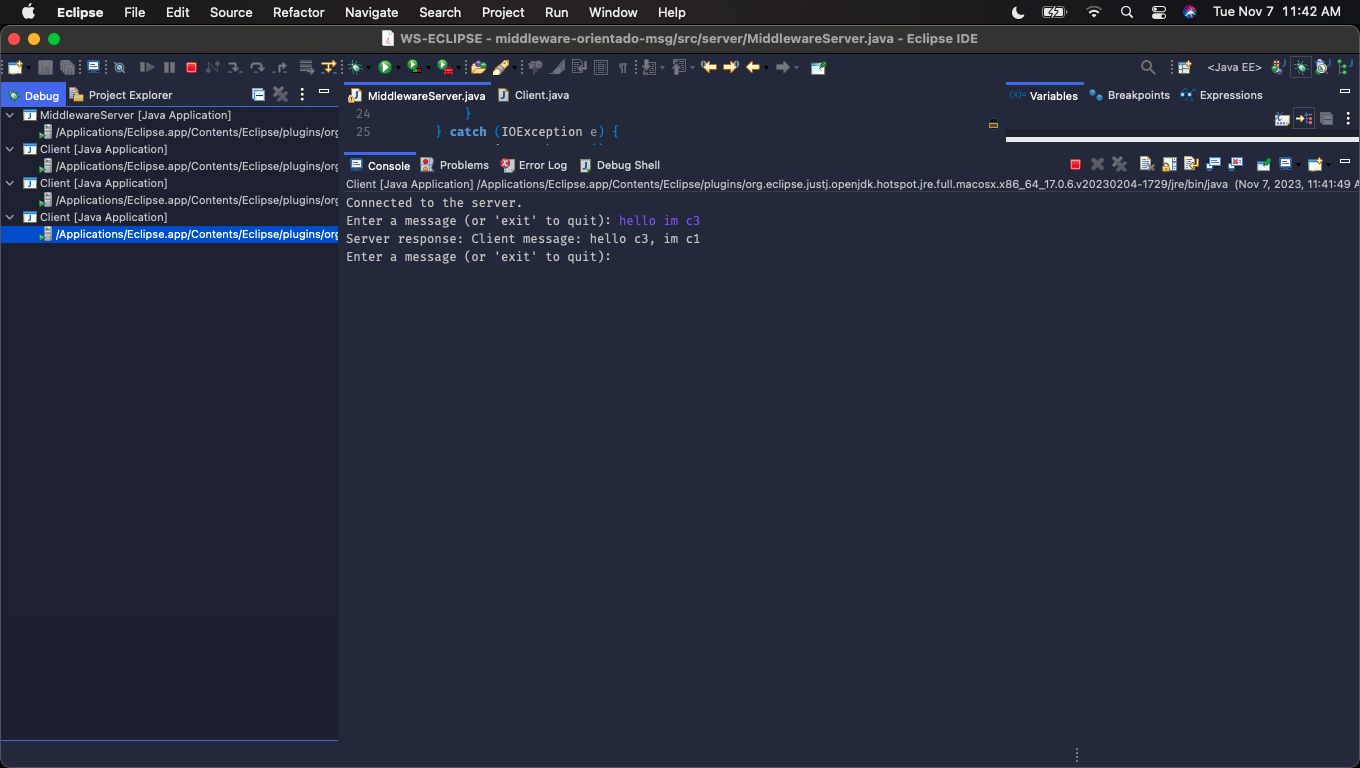 Eclipse File Edit Source Refactor Navigate Search Project Run Window Help Tue Nov 7 11:42 AM
WS-ECLIPSE - middleware-orientado-msg/src/server/MiddlewareServer.java - Eclipse IDE
<Java EE>
Debug Project Explorer
MiddlewareServer [Java Application]
/Applications/Eclipse.app/Contents/Eclipse/plugins/org
Client [Java Application]
/Applications/Eclipse.app/Contents/Eclipse/plugins/org
Client [Java Application]
/Applications/Eclipse.app/Contents/Eclipse/plugins/org
Client [Java Application]
/Applications/Eclipse.app/Contents/Eclipse/plugins/org
MiddlewareServer.java Client.java
24 }
25 } catch (IOException e) {
(x)= Variables Breakpoints Expressions
Console Problems Error Log Debug Shell
Client [Java Application] /Applications/Eclipse.app/Contents/Eclipse/plugins/org.eclipse.justj.openjdk.hotspot.jre.full.macosx.x86_64_17.0.6.v20230204-1729/jre/bin/java (Nov 7, 2023, 11:41:49 A
Connected to the server.
Enter a message (or 'exit' to quit): hello im c3
Server response: Client message: hello c3, im c1
Enter a message (or 'exit' to quit):